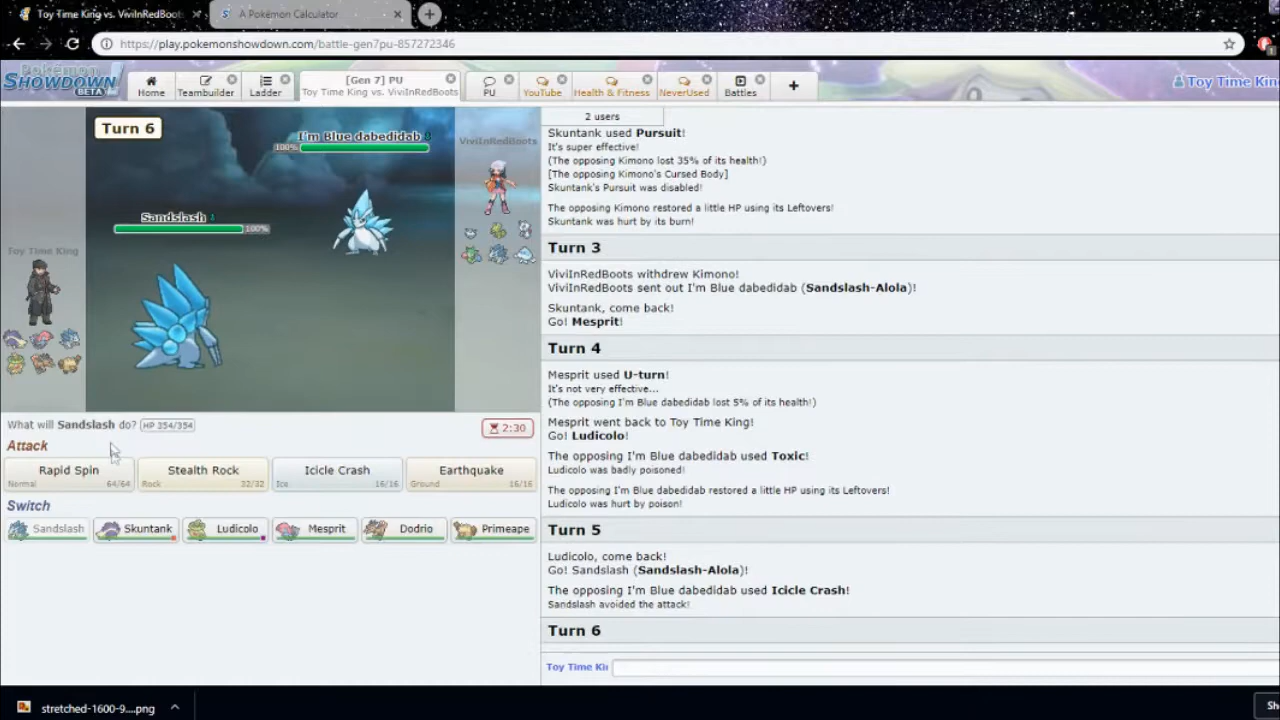 Toy Time King vs. ViviInRedBoots
A Pokémon Calculator
https://play.pokemonshowdown.com/battle-gen7pu-857272346
Pokémon
SHOWDOWN!
BETA
Home
Teambuilder
Ladder
[Gen 7] PU
Toy Time King vs. ViviInRedBoots
PU
YouTube
Health & Fitness
NeverUsed
Battles
Toy Time King
Turn 6
I'm Blue dabedidab
100%
Sandslash
100%
Toy Time King
ViviInRedBoots
2 users
Skuntank used Pursuit!
It's super effective!
(The opposing Kimono lost 35% of its health!)
[The opposing Kimono's Cursed Body]
Skuntank's Pursuit was disabled!
The opposing Kimono restored a little HP using its Leftovers!
Skuntank was hurt by its burn!
Turn 3
ViviInRedBoots withdrew Kimono!
ViviInRedBoots sent out I'm Blue dabedidab (Sandslash-Alola)!
Skuntank, come back!
Go! Mesprit!
Turn 4
Mesprit used U-turn!
It's not very effective...
(The opposing I'm Blue dabedidab lost 5% of its health!)
Mesprit went back to Toy Time King!
Go! Ludicolo!
The opposing I'm Blue dabedidab used Toxic!
Ludicolo was badly poisoned!
The opposing I'm Blue dabedidab restored a little HP using its Leftovers!
Ludicolo was hurt by poison!
Turn 5
Ludicolo, come back!
Go! Sandslash (Sandslash-Alola)!
The opposing I'm Blue dabedidab used Icicle Crash!
Sandslash avoided the attack!
Turn 6
Toy Time Ki
What will Sandslash do? HP 354/354
2:30
Attack
Rapid Spin
Normal 64/64
Stealth Rock
Rock 32/32
Icicle Crash
Ice 16/16
Earthquake
Ground 16/16
Switch
Sandslash
Skuntank
Ludicolo
Mesprit
Dodrio
Primeape
stretched-1600-9....png
Sh